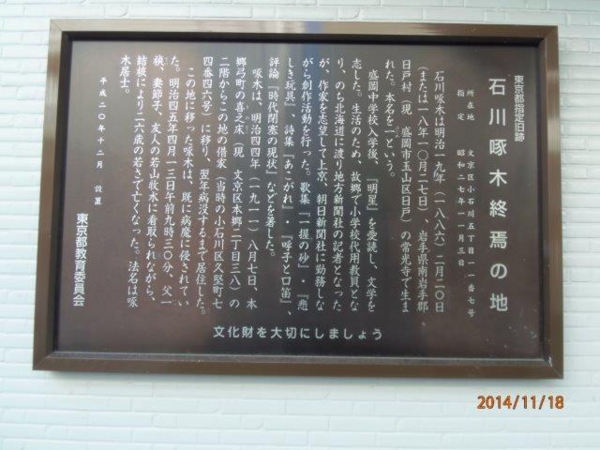 東京都指定旧跡
石川啄木終焉の地
所在地 文京区小石川五丁目一一番七号
指定 昭和二七年一一月三日
石川啄木は明治一九年(一八八六)二月二〇日
(または一八年一〇月二七日)、岩手県南岩手郡
日戸村(現 盛岡市玉山区日戸)の常光寺で生ま
れた。本名を一という。
盛岡中学校入学後、『明星』を愛読し、文学を
志した。生活のため、故郷で小学校代用教員とな
り、のち北海道に渡り地方新聞社の記者となった
が、作家を志望して上京、朝日新聞社に勤務しな
がら創作活動を行った。歌集『一握の砂』・『悲
しき玩具』、詩集『あこがれ』・『呼子と口笛』、
評論『時代閉塞の現状』などを著した。
啄木は、明治四四年(一九一一)八月七日、本
郷弓町の喜之床(現 文京区本郷二丁目三八)の
二階からこの地の借家(当時の小石川区久堅町七
四番四六号)に移り、翌年病没するまで居住した。
この地に移った啄木は、既に病魔に侵されてい
た。明治四五年四月一三日午前九時三〇分、父一
禎、妻節子、友人の若山牧水に看取られながら、
結核により二六歳の若さで亡くなった。法名は啄
木居士。
平成二〇年十二月 設置
東京都教育委員会
文化財を大切にしましょう
2014/11/18